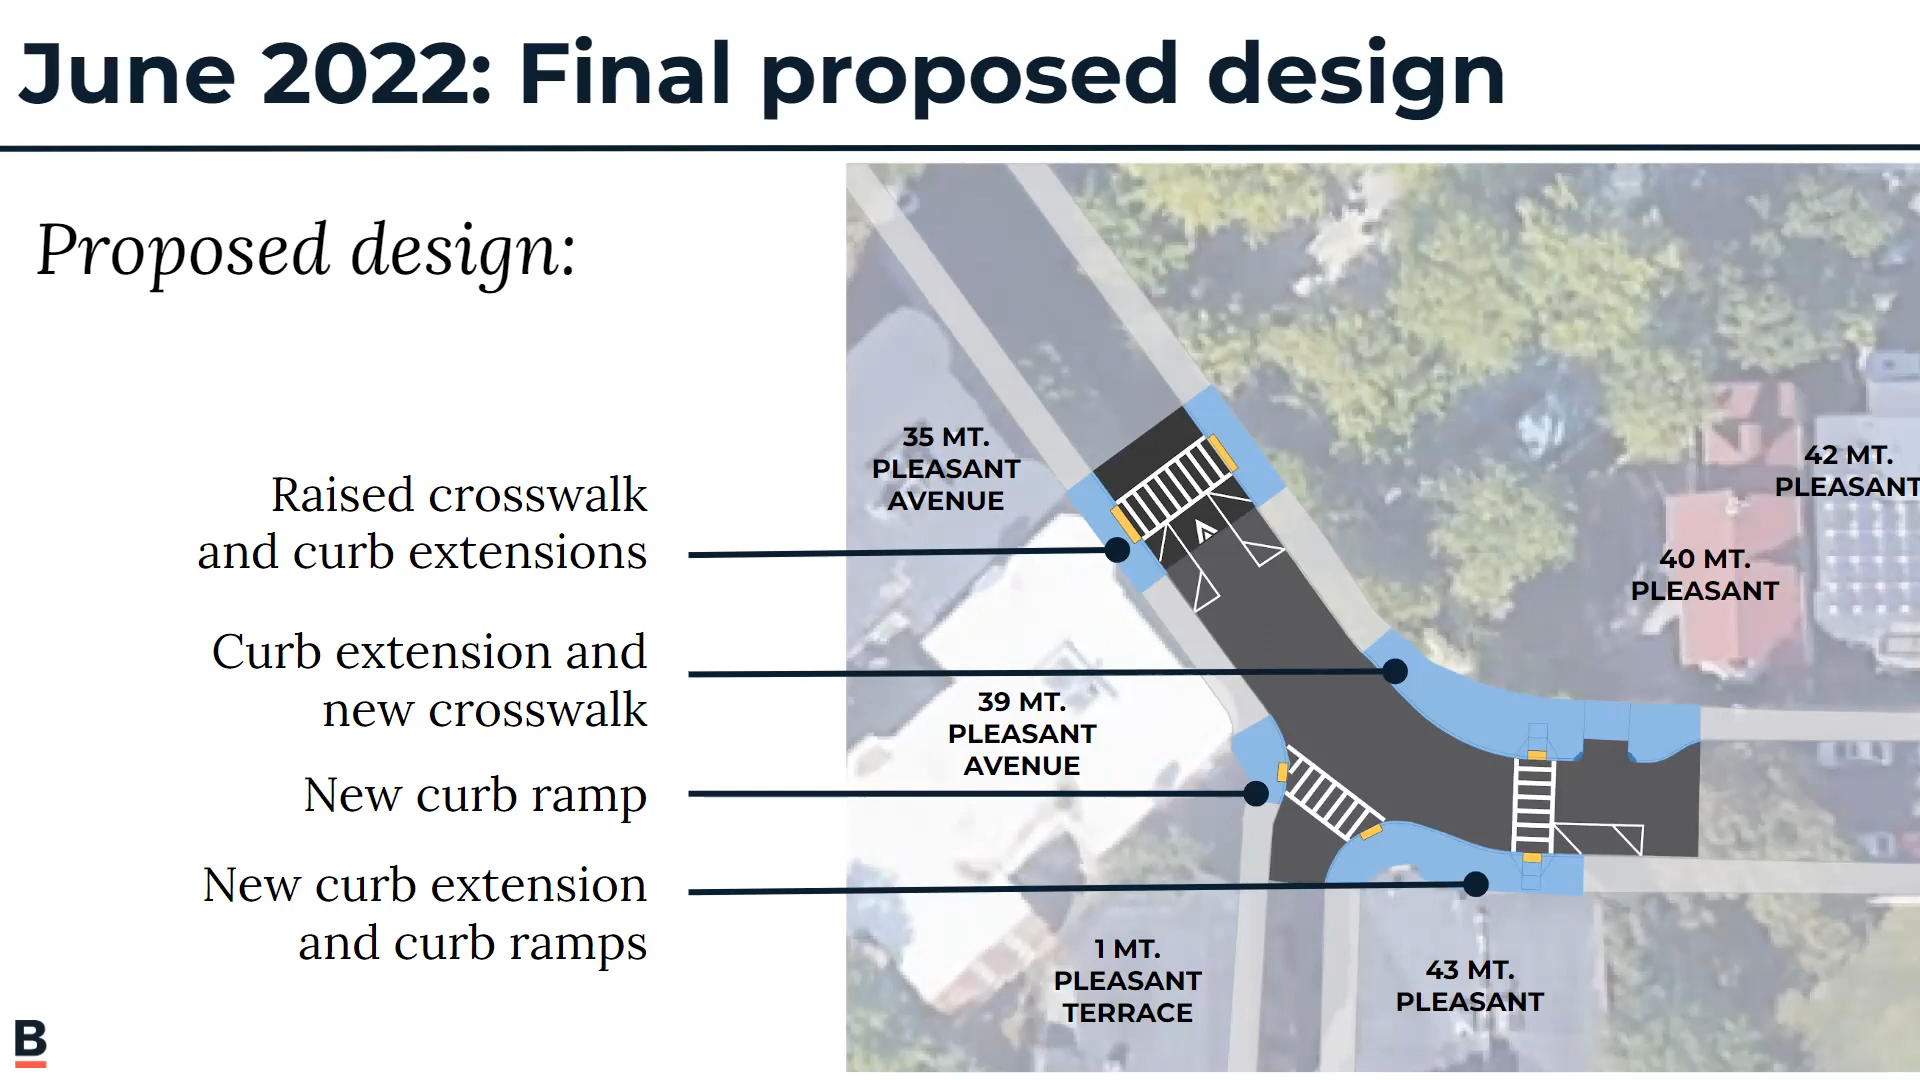 June 2022: Final proposed design
Proposed design:
Raised crosswalk
and curb extensions
Curb extension and
new crosswalk
New curb ramp
New curb extension
and curb ramps
35 MT.
PLEASANT
AVENUE
42 MT.
PLEASANT
40 MT.
PLEASANT
39 MT.
PLEASANT
AVENUE
1 MT.
PLEASANT
TERRACE
43 MT.
PLEASANT
B